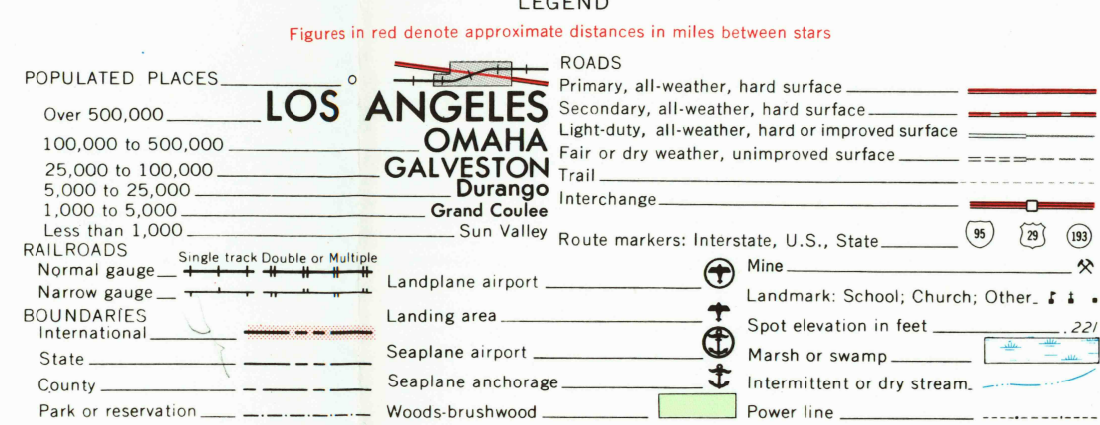 LEGEND
Figures in red denote approximate distances in miles between stars
POPULATED PLACES
Over 500,000 LOS ANGELES
100,000 to 500,000 OMAHA
25,000 to 100,000 GALVESTON
5,000 to 25,000 Durango
1,000 to 5,000 Grand Coulee
Less than 1,000 Sun Valley
RAILROADS
Single track Double or Multiple
Normal gauge
Narrow gauge
BOUNDARIES
International
State
County
Park or reservation
ROADS
Primary, all-weather, hard surface
Secondary, all-weather, hard surface
Light-duty, all-weather, hard or improved surface
Fair or dry weather, unimproved surface
Trail
Interchange
Route markers: Interstate, U.S., State 95 29 193
Landplane airport
Landing area
Seaplane airport
Seaplane anchorage
Woods-brushwood
Mine
Landmark: School; Church; Other
Spot elevation in feet .221
Marsh or swamp
Intermittent or dry stream
Power line